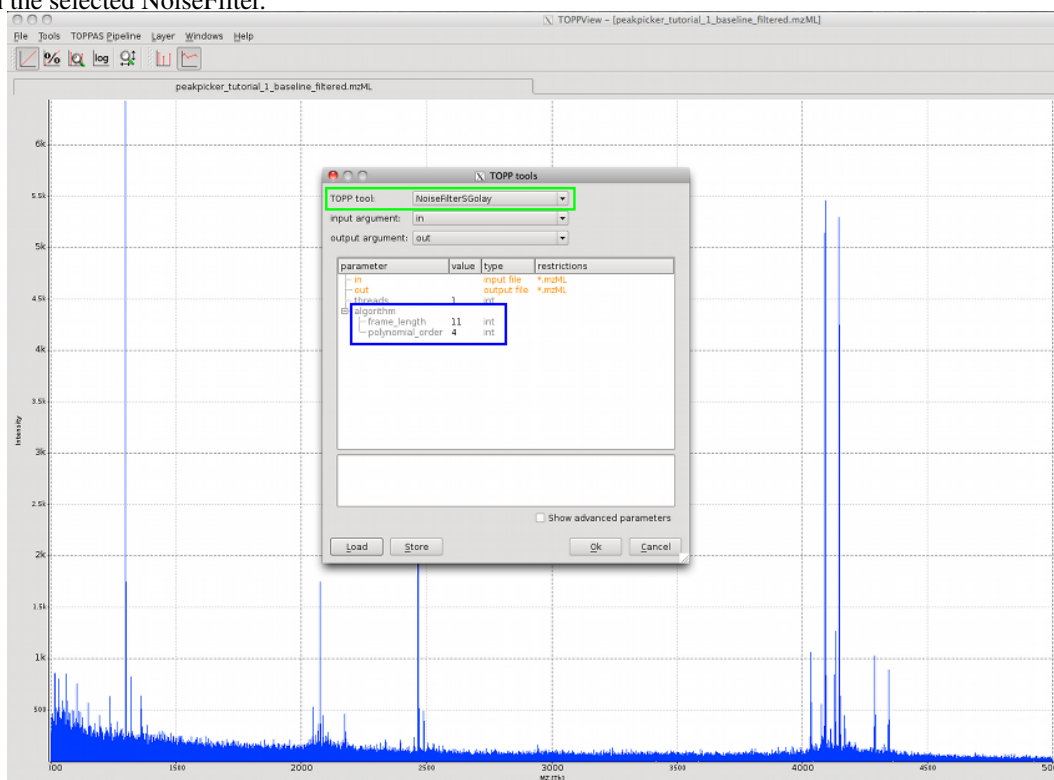 the selected NoiseFilter.
TOPPView – [peakpicker_tutorial_1_baseline_filtered.mzML]
File Tools TOPPAS Pipeline Layer Windows Help
% log
peakpicker_tutorial_1_baseline_filtered.mzML
6k
5.5k
5k
4.5k
4k
3.5k
3k
2.5k
2k
1.5k
1k
500
Intensity
TOPP tools
TOPP tool: NoiseFilterSGolay
input argument: in
output argument: out
parameter value type restrictions
in input file *.mzML
out output file *.mzML
threads 1 int
algorithm
frame_length 11 int
polynomial_order 4 int
Show advanced parameters
Load Store Ok Cancel
1500 2000 2500 3000 3500 4000 4500
MZ [Th]